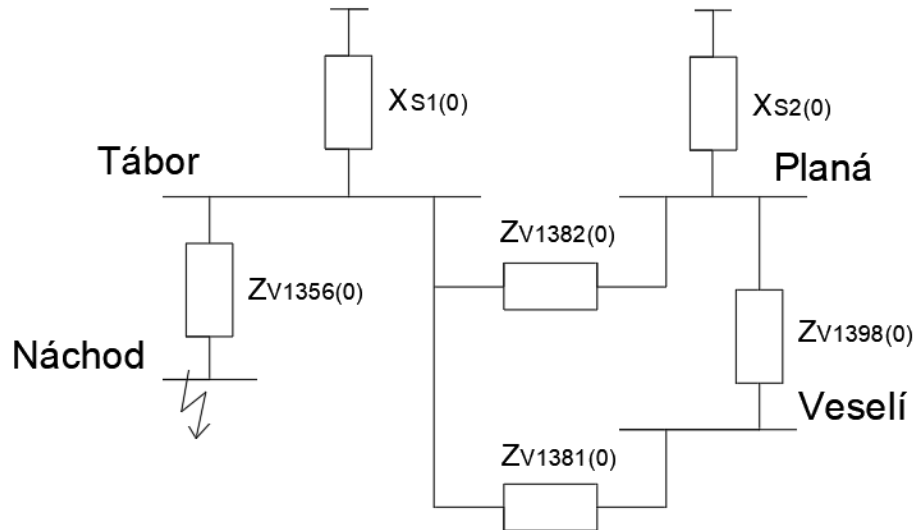 XS1(0)
XS2(0)
Tábor
Planá
ZV1382(0)
ZV1356(0)
ZV1398(0)
Náchod
Veselí
ZV1381(0)